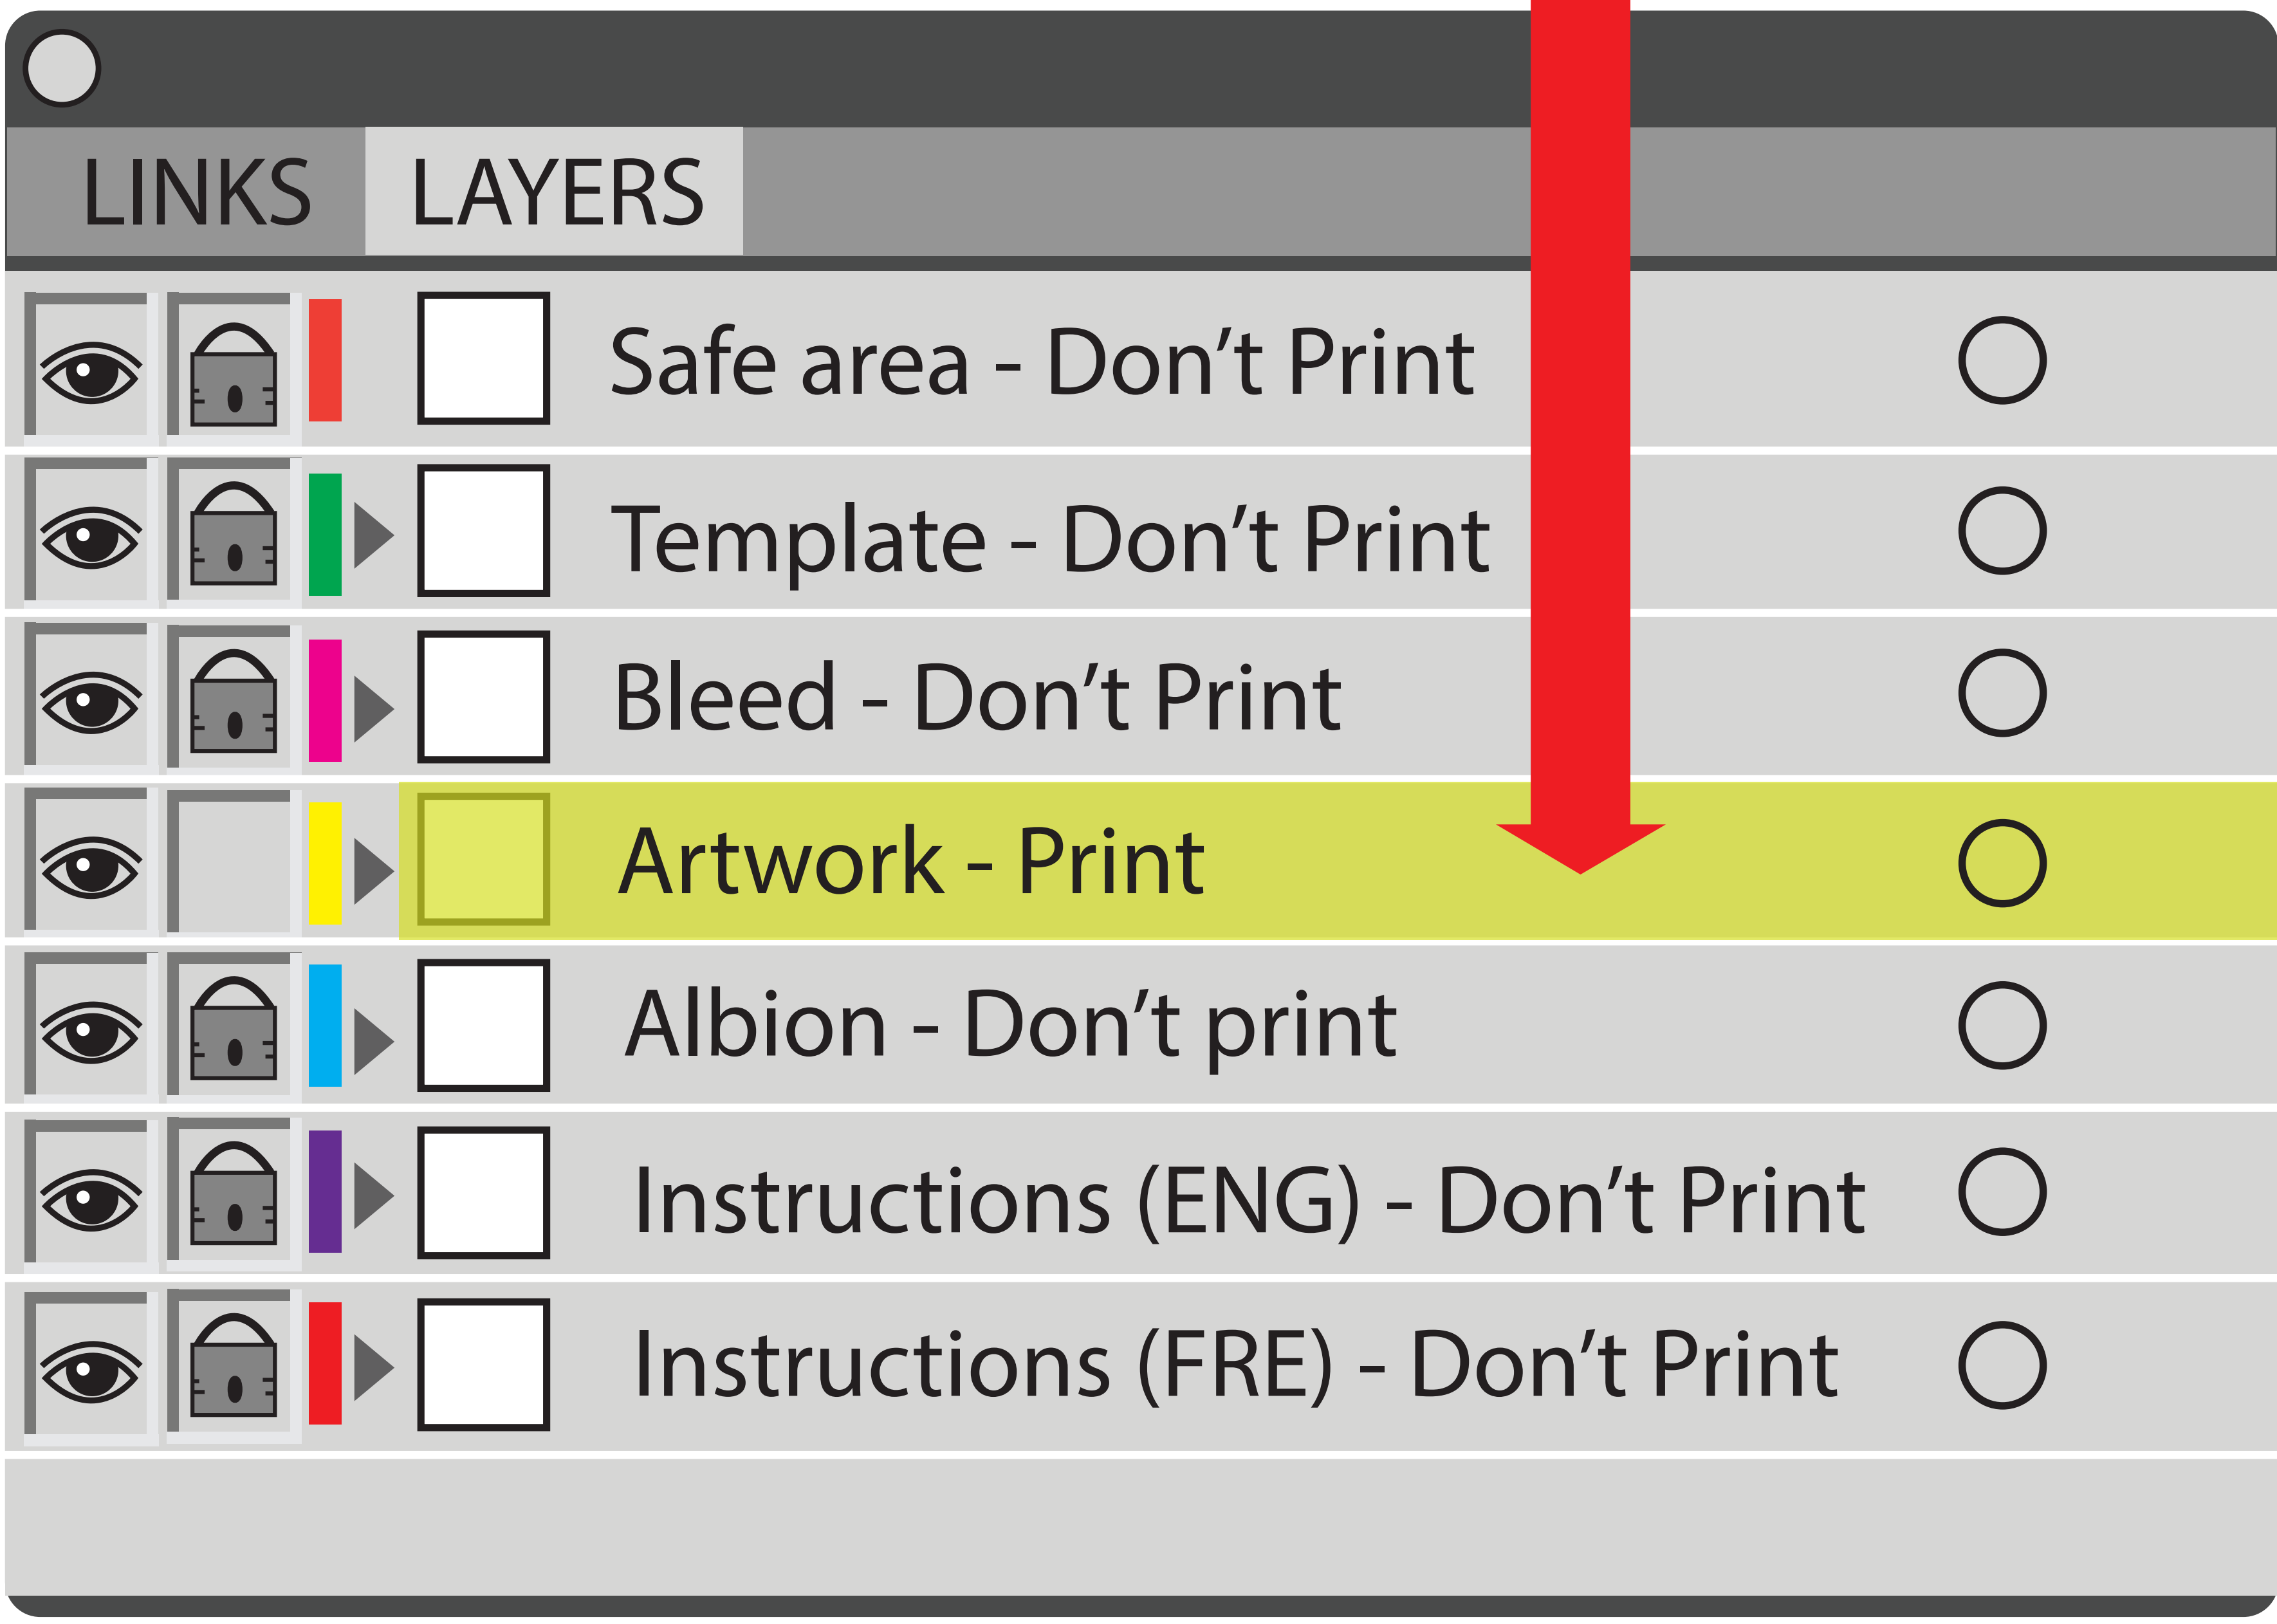 LINKS LAYERS
Safe area - Don’t Print
Template - Don’t Print
Bleed - Don’t Print
Artwork - Print
Albion - Don’t print
Instructions (ENG) - Don’t Print
Instructions (FRE) - Don’t Print